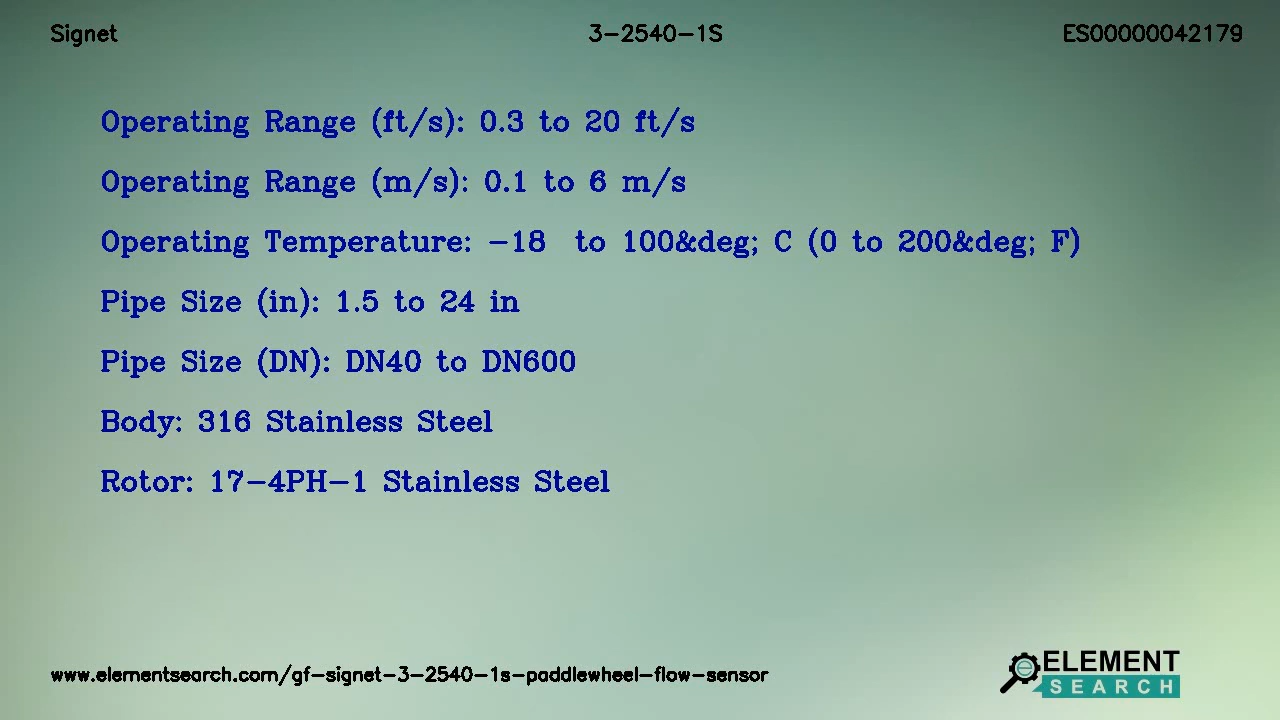 Signet 3-2540-1S ES00000042179
Operating Range (ft/s): 0.3 to 20 ft/s
Operating Range (m/s): 0.1 to 6 m/s
Operating Temperature: -18  to 100&deg; C (0 to 200&deg; F)
Pipe Size (in): 1.5 to 24 in
Pipe Size (DN): DN40 to DN600
Body: 316 Stainless Steel
Rotor: 17-4PH-1 Stainless Steel
www.elementsearch.com/gf-signet-3-2540-1s-paddlewheel-flow-sensor
e ELEMENT
SEARCH